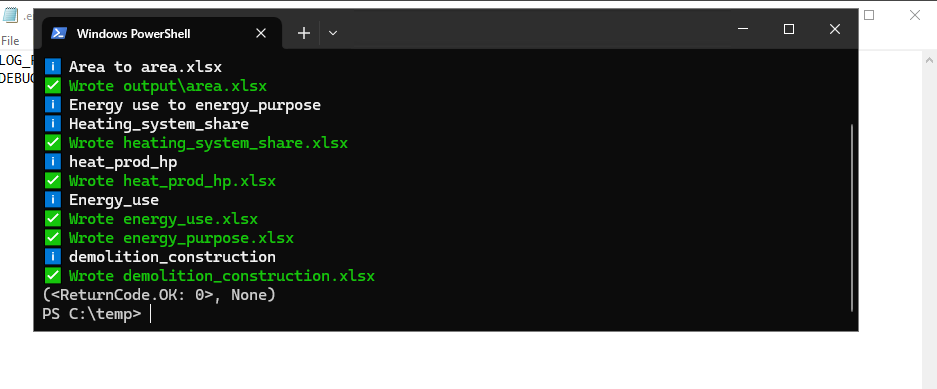 .e
Windows PowerShell
File
LOG_
DEBUG
Area to area.xlsx
Wrote output\area.xlsx
Energy use to energy_purpose
Heating_system_share
Wrote heating_system_share.xlsx
heat_prod_hp
Wrote heat_prod_hp.xlsx
Energy_use
Wrote energy_use.xlsx
Wrote energy_purpose.xlsx
demolition_construction
Wrote demolition_construction.xlsx
(<ReturnCode.OK: 0>, None)
PS C:\temp>